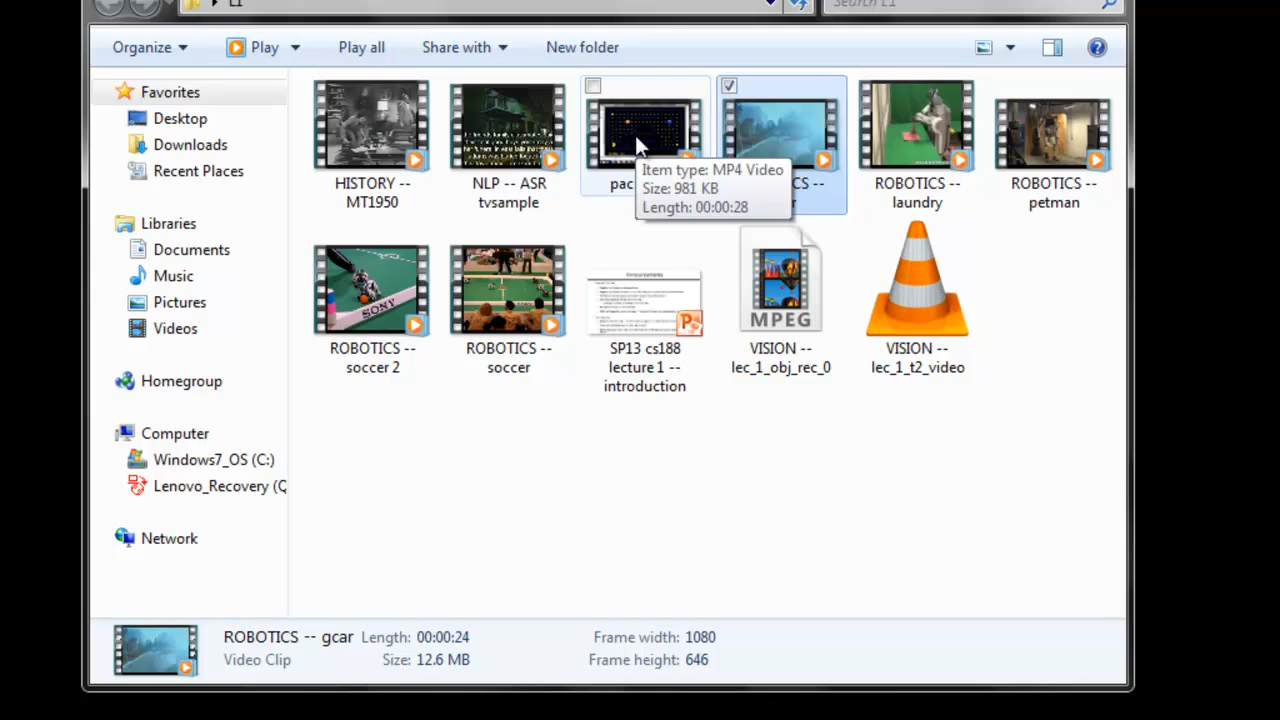 L1
Search L1
Organize
Play
Play all
Share with
New folder
Favorites
Desktop
Downloads
Recent Places
Libraries
Documents
Music
Pictures
Videos
Homegroup
Computer
Windows7_OS (C:)
Lenovo_Recovery (Q
Network
HISTORY --
MT1950
NLP -- ASR
tvsample
pac
Item type: MP4 Video
Size: 981 KB
Length: 00:00:28
CS --
r
ROBOTICS --
laundry
ROBOTICS --
petman
SONY
ROBOTICS --
soccer 2
ROBOTICS --
soccer
Announcements
SP13 cs188
lecture 1 --
introduction
MPEG
VISION --
lec_1_obj_rec_0
VISION --
lec_1_t2_video
ROBOTICS -- gcar
Video Clip
Length: 00:00:24
Size: 12.6 MB
Frame width: 1080
Frame height: 646